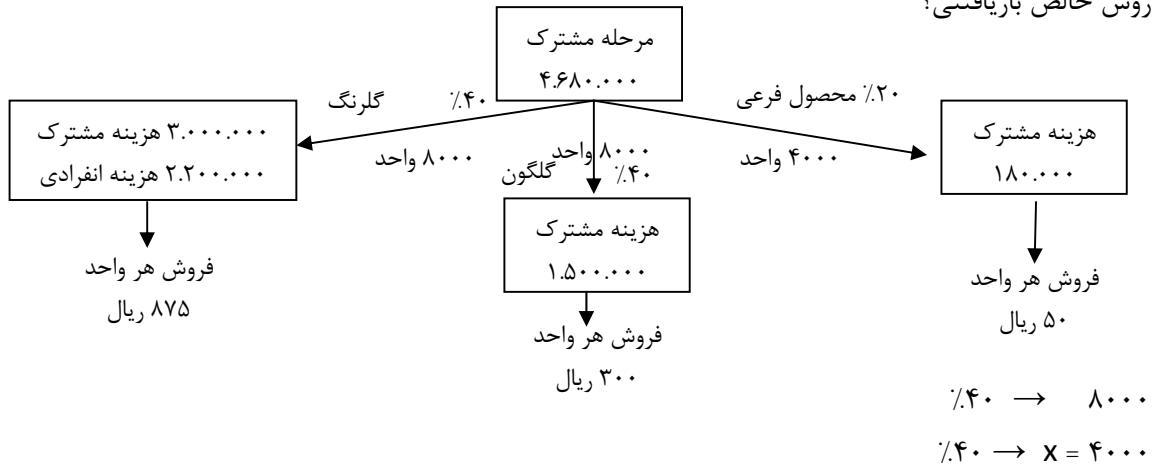 روش خالص بازیافتنی؟
مرحله مشترک
۴.۶۸۰.۰۰۰
گلرنگ ٪۴۰
۸۰۰۰ واحد
۳.۰۰۰.۰۰۰ هزینه مشترک
۲.۲۰۰.۰۰۰ هزینه انفرادی
فروش هر واحد
۸۷۵ ریال
۸۰۰۰ واحد
گلگون ٪۴۰
هزینه مشترک
۱.۵۰۰.۰۰۰
فروش هر واحد
۳۰۰ ریال
٪۲۰ محصول فرعی
۴۰۰۰ واحد
هزینه مشترک
۱۸۰.۰۰۰
فروش هر واحد
۵۰ ریال
٪۴۰ → ۸۰۰۰
٪۴۰ → x = ۴۰۰۰